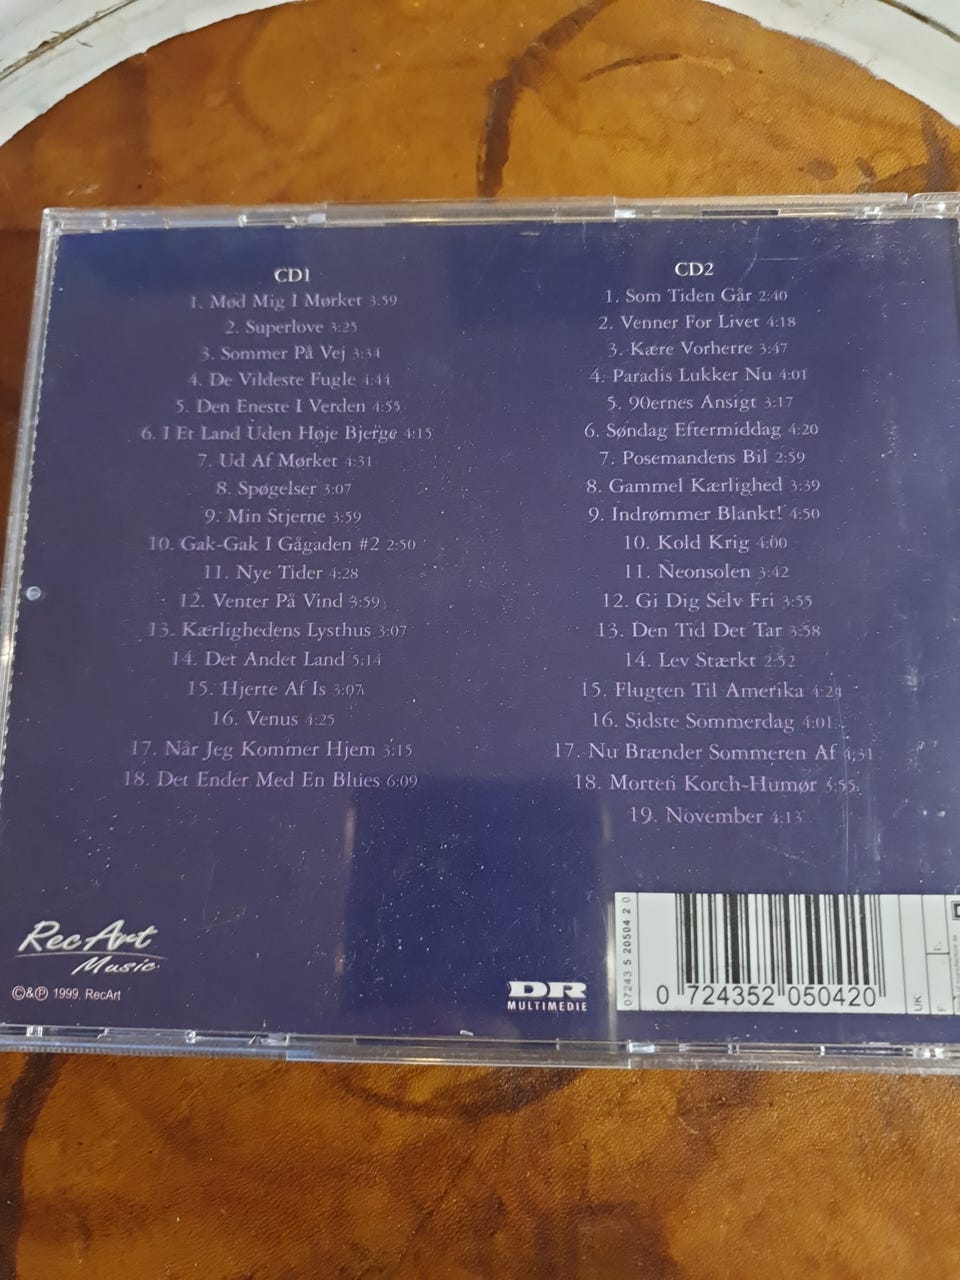 CD1
1. Mød Mig I Mørket 3:59
2. Superlove 3:25
3. Sommer På Vej 3:34
4. De Vildeste Fugle 4:44
5. Den Eneste I Verden 4:55
6. I Et Land Uden Høje Bjerge 4:15
7. Ud Af Mørket 4:31
8. Spøgelser 3:07
9. Min Stjerne 3:59
10. Gak-Gak I Gågaden #2 2:50
11. Nye Tider 4:28
12. Venter På Vind 3:59
13. Kærlighedens Lysthus 3:07
14. Det Andet Land 5:14
15. Hjerte Af Is 3:07
16. Venus 4:25
17. Når Jeg Kommer Hjem 3:15
18. Det Ender Med En Blues 6:09
CD2
1. Som Tiden Går 2:40
2. Venner For Livet 4:18
3. Kære Vorherre 3:47
4. Paradis Lukker Nu 4:01
5. 90ernes Ansigt 3:17
6. Søndag Eftermiddag 4:20
7. Posemandens Bil 2:59
8. Gammel Kærlighed 3:39
9. Indrømmer Blankt! 4:50
10. Kold Krig 4:00
11. Neonsolen 3:42
12. Gi Dig Selv Fri 3:55
13. Den Tid Det Tar 3:58
14. Lev Stærkt 2:52
15. Flugten Til Amerika 4:24
16. Sidste Sommerdag 4:01
17. Nu Brænder Sommeren Af 4:31
18. Morten Korch-Humør 3:55
19. November 4:13
RecArt
Music
©&℗ 1999. RecArt
DR
MULTIMEDIE
07243 5 20504 2 0
0 724352 050420
UK:
F: